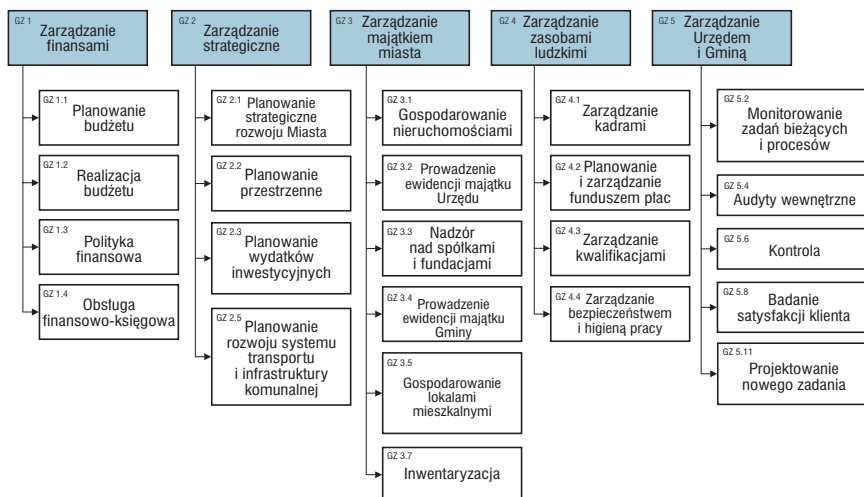 GZ 1 Zarządzanie
finansami
GZ 1.1
Planowanie
budżetu
GZ 1.2
Realizacja
budżetu
GZ 1.3
Polityka
finansowa
GZ 1.4
Obsługa
finansowo-księgowa
GZ 2 Zarządzanie
strategiczne
GZ 2.1
Planowanie
strategiczne
rozwoju Miasta
GZ 2.2
Planowanie
przestrzenne
GZ 2.3
Planowanie
wydatków
inwestycyjnych
GZ 2.5
Planowanie
rozwoju systemu
transportu
i infrastruktury
komunalnej
GZ 3 Zarządzanie
majątkiem
miasta
GZ 3.1
Gospodarowanie
nieruchomościami
GZ 3.2
Prowadzenie
ewidencji majątku
Urzędu
GZ 3.3
Nadzór
nad spółkami
i fundacjami
GZ 3.4
Prowadzenie
ewidencji majątku
Gminy
GZ 3.5
Gospodarowanie
lokalami
mieszkalnymi
GZ 3.7
Inwentaryzacja
GZ 4 Zarządzanie
zasobami
ludzkimi
GZ 4.1
Zarządzanie
kadrami
GZ 4.2
Planowanie
i zarządzanie
funduszem płac
GZ 4.3
Zarządzanie
kwalifikacjami
GZ 4.4
Zarządzanie
bezpieczeństwem
i higieną pracy
GZ 5 Zarządzanie
Urzędem
i Gminą
GZ 5.2
Monitorowanie
zadań bieżących
i procesów
GZ 5.4
Audyty wewnętrzne
GZ 5.6
Kontrola
GZ 5.8
Badanie
satysfakcji klienta
GZ 5.11
Projektowanie
nowego zadania